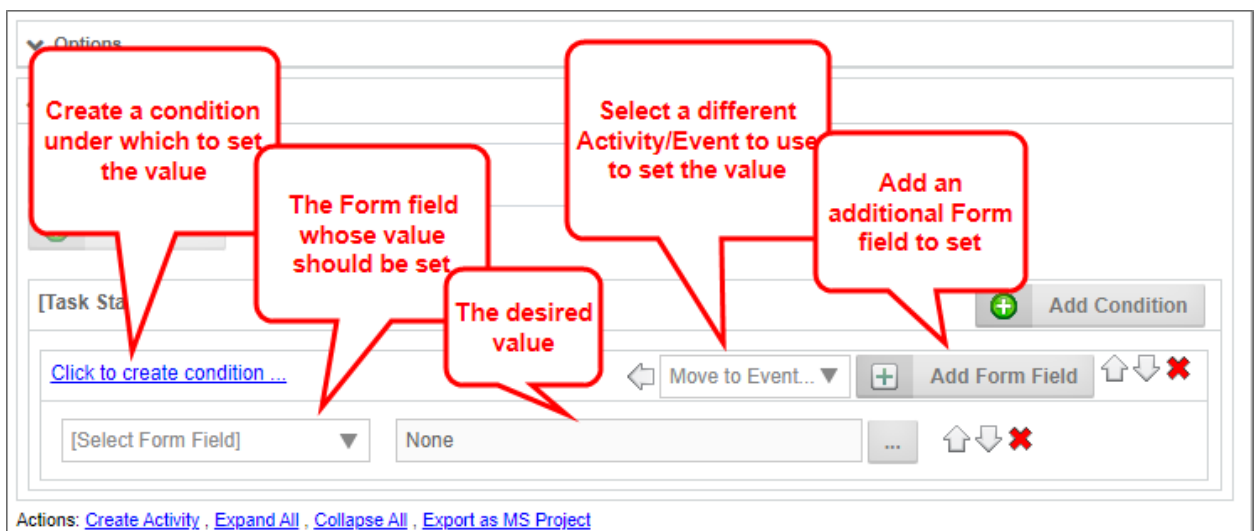 Options
Create a condition
under which to set
the value
Select a different
Activity/Event to use
to set the value
The Form field
whose value
should be set
Add an
additional Form
field to set
The desired
value
[Task Sta
Add Condition
Click to create condition ...
Move to Event...
Add Form Field
[Select Form Field]
None
...
Actions: Create Activity , Expand All , Collapse All , Export as MS Project